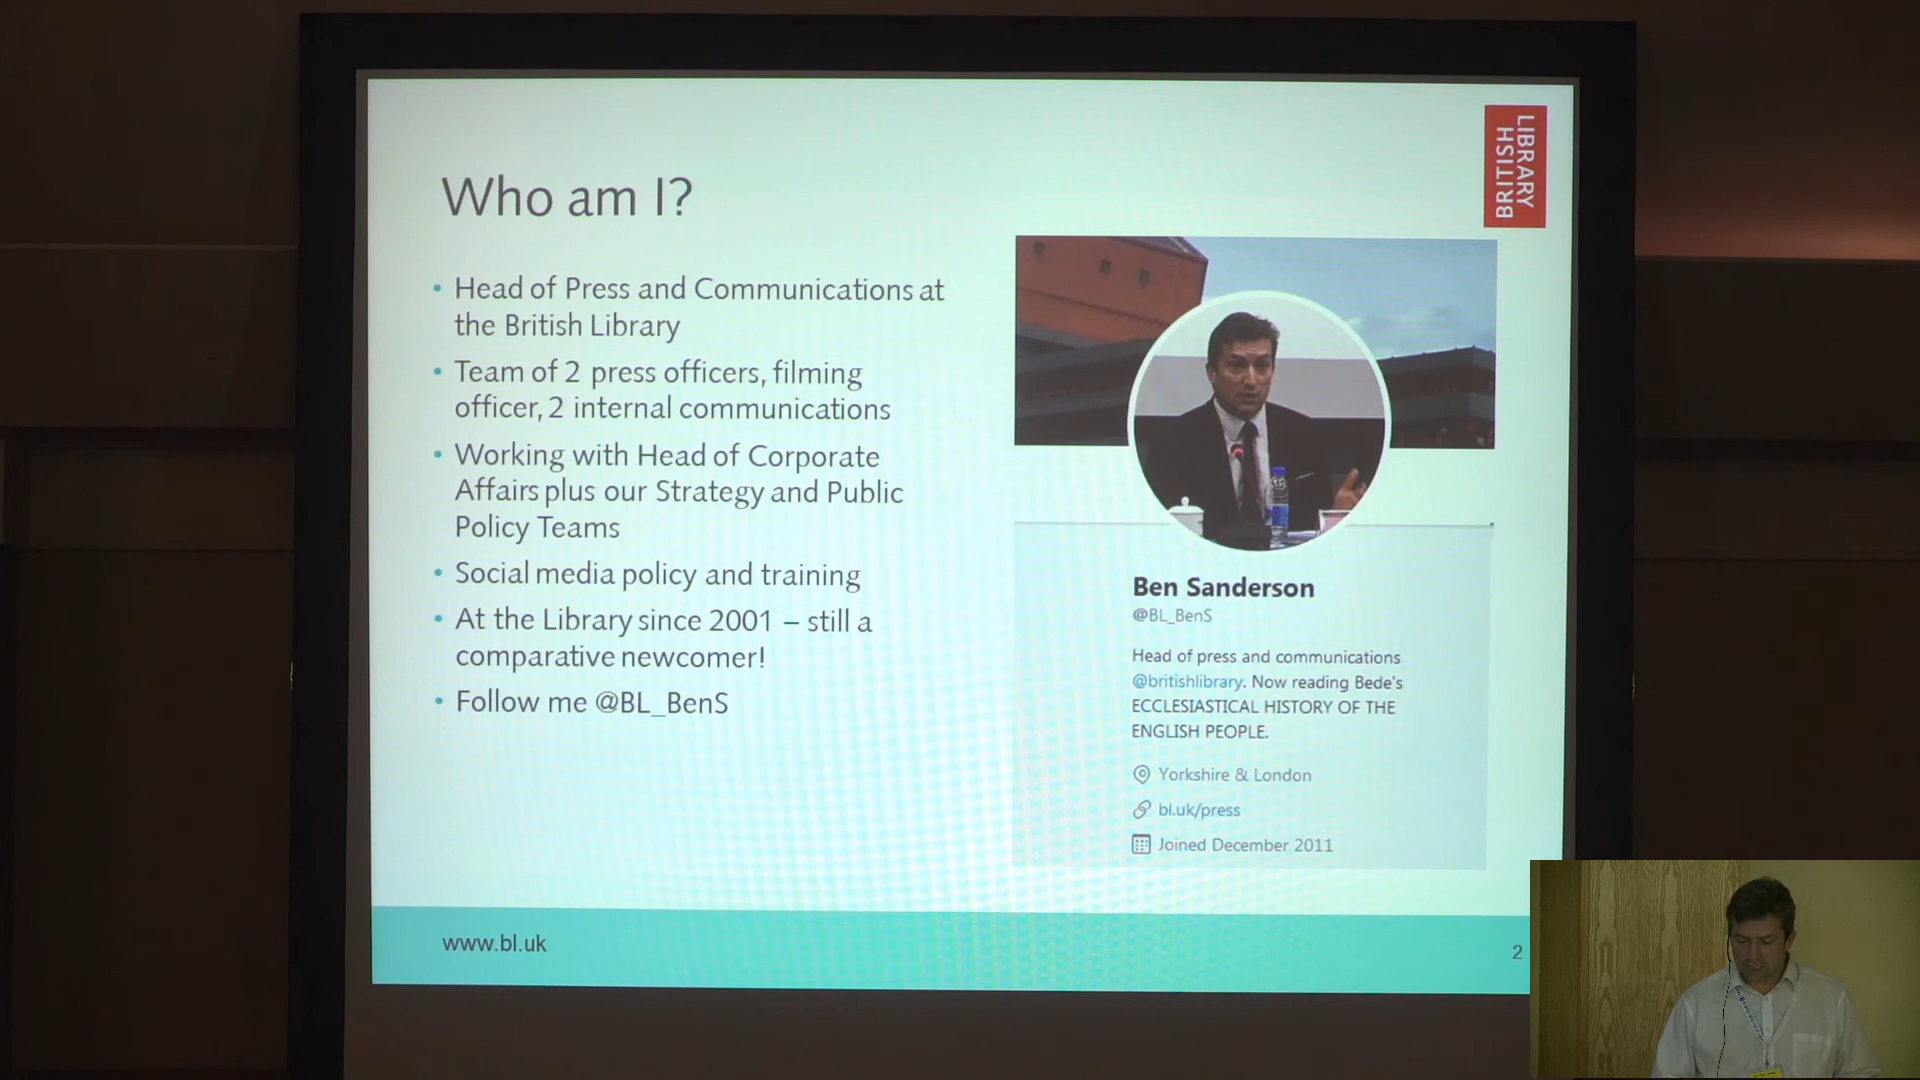 BRITISH
LIBRARY
Who am I?
• Head of Press and Communications at
the British Library
• Team of 2 press officers, filming
officer, 2 internal communications
• Working with Head of Corporate
Affairs plus our Strategy and Public
Policy Teams
• Social media policy and training
• At the Library since 2001 – still a
comparative newcomer!
• Follow me @BL_BenS
Ben Sanderson
@BL_BenS
Head of press and communications
@britishlibrary. Now reading Bede's
ECCLESIASTICAL HISTORY OF THE
ENGLISH PEOPLE.
Yorkshire & London
bl.uk/press
Joined December 2011
www.bl.uk
2